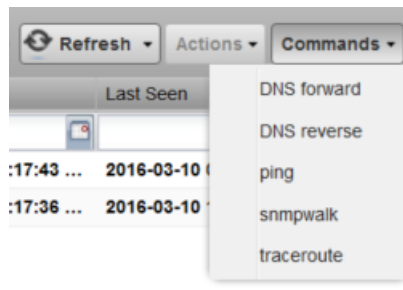 Refresh Actions Commands
Last Seen DNS forward
DNS reverse
:17:43 ... 2016-03-10 ping
:17:36 ... 2016-03-10 snmpwalk
traceroute